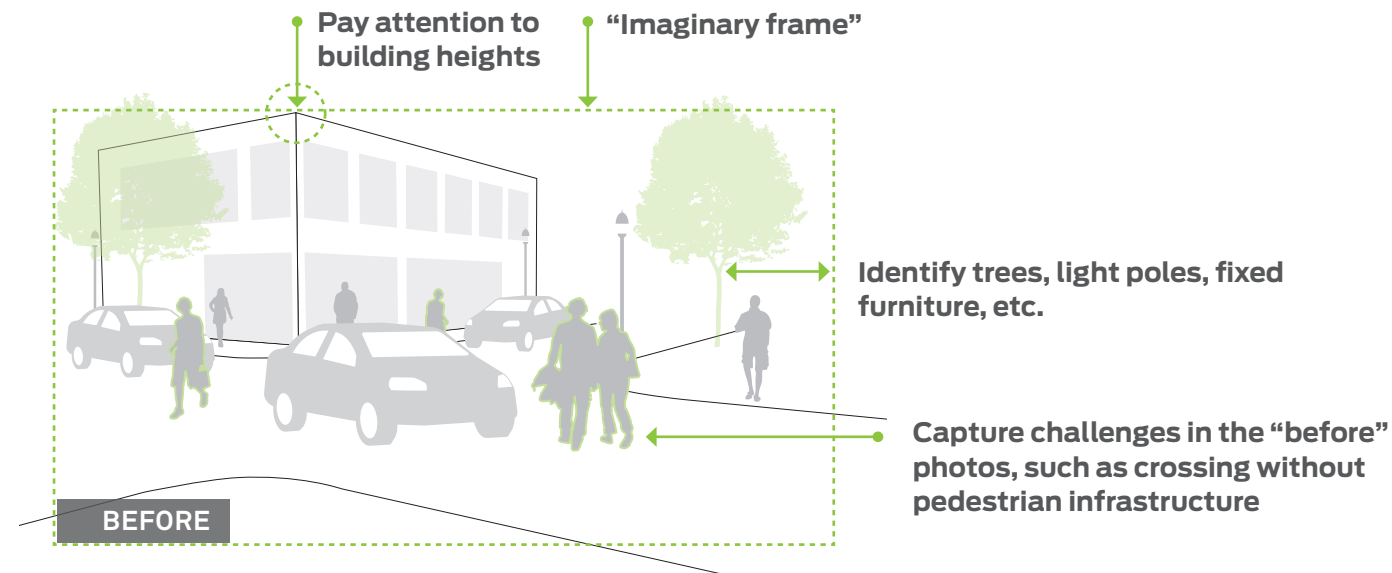 Pay attention to
building heights
“Imaginary frame”
Identify trees, light poles, fixed
furniture, etc.
Capture challenges in the “before”
photos, such as crossing without
pedestrian infrastructure
BEFORE